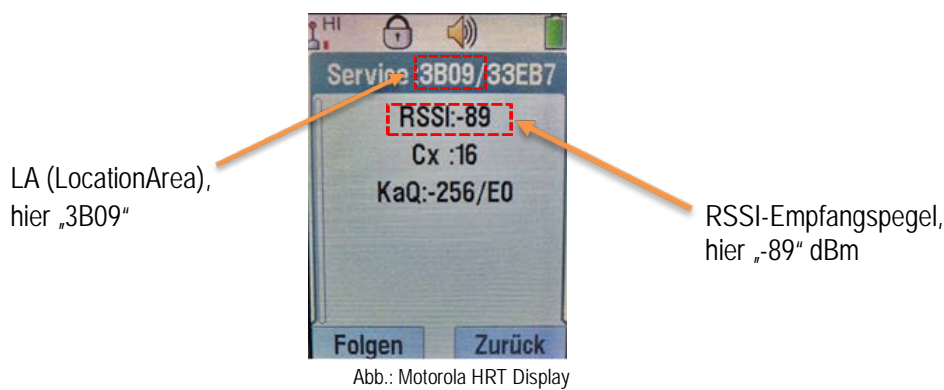 HI
Service :3B09/33EB7
RSSI:-89
Cx :16
KaQ:-256/E0
Folgen Zurück
LA (LocationArea),
hier „3B09“
RSSI-Empfangspegel,
hier „-89“ dBm
Abb.: Motorola HRT Display